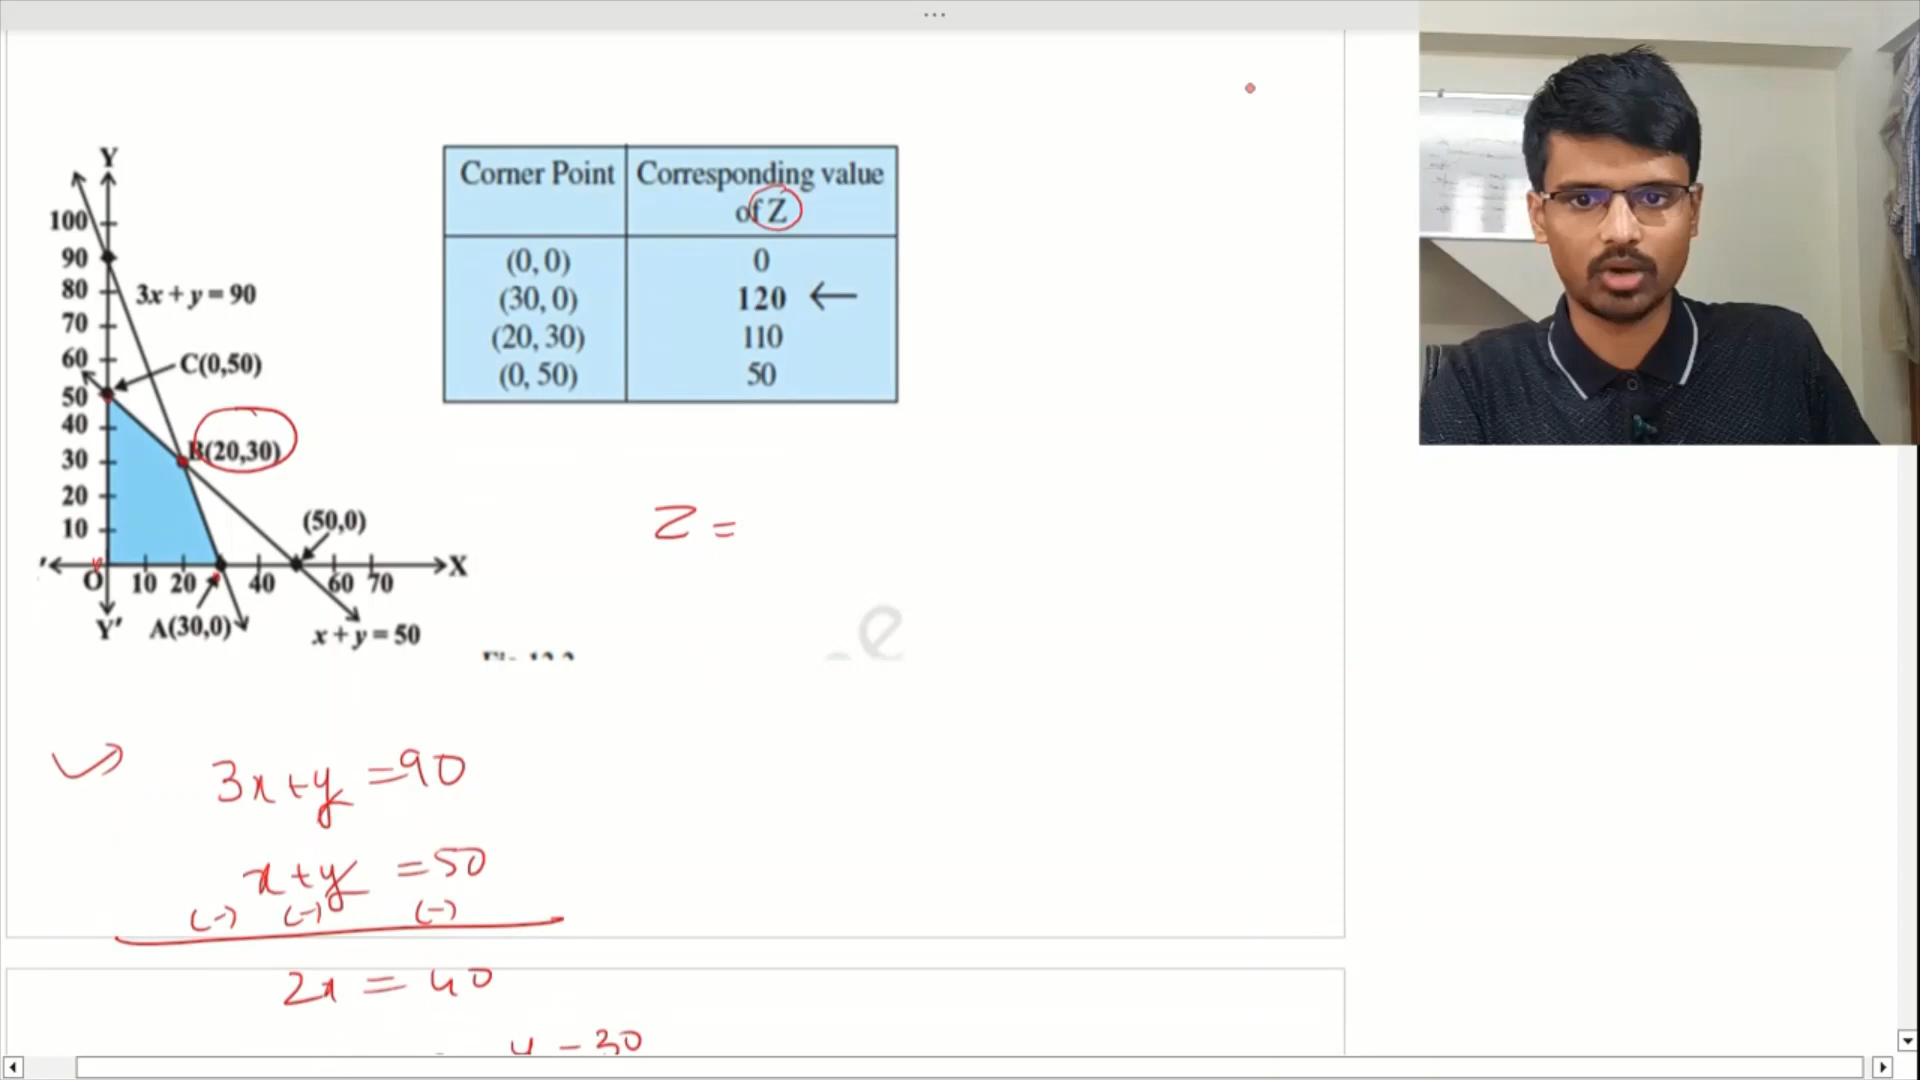 ...
Y
100
90
80
70
60
50
40
30
20
10
3x + y = 90
C(0,50)
B(20,30)
(50,0)
X
O
10 20 40 60 70
Y'
A(30,0)
x + y = 50
Corner Point Corresponding value
of Z
(0, 0) 0
(30, 0) 120 ←
(20, 30) 110
(0, 50) 50
Z =
e
3x + y = 90
x + y = 50
(-) (-) (-)
2x = 40